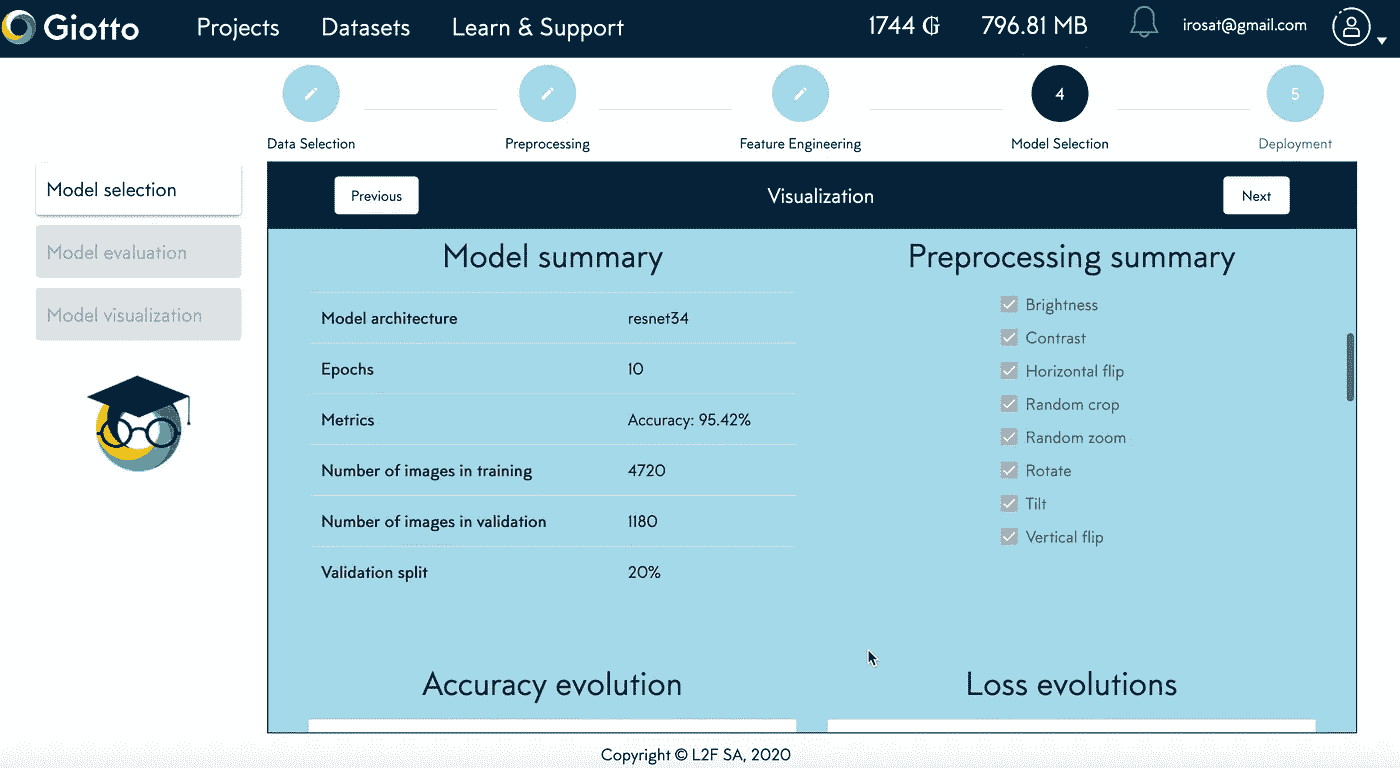 Giotto Projects Datasets Learn & Support 1744 796.81 MB irosat@gmail.com
4 5
Data Selection Preprocessing Feature Engineering Model Selection Deployment
Model selection
Model evaluation
Model visualization
Previous Visualization Next
Model summary
Model architecture resnet34
Epochs 10
Metrics Accuracy: 95.42%
Number of images in training 4720
Number of images in validation 1180
Validation split 20%
Preprocessing summary
Brightness
Contrast
Horizontal flip
Random crop
Random zoom
Rotate
Tilt
Vertical flip
Accuracy evolution Loss evolutions
Copyright © L2F SA, 2020